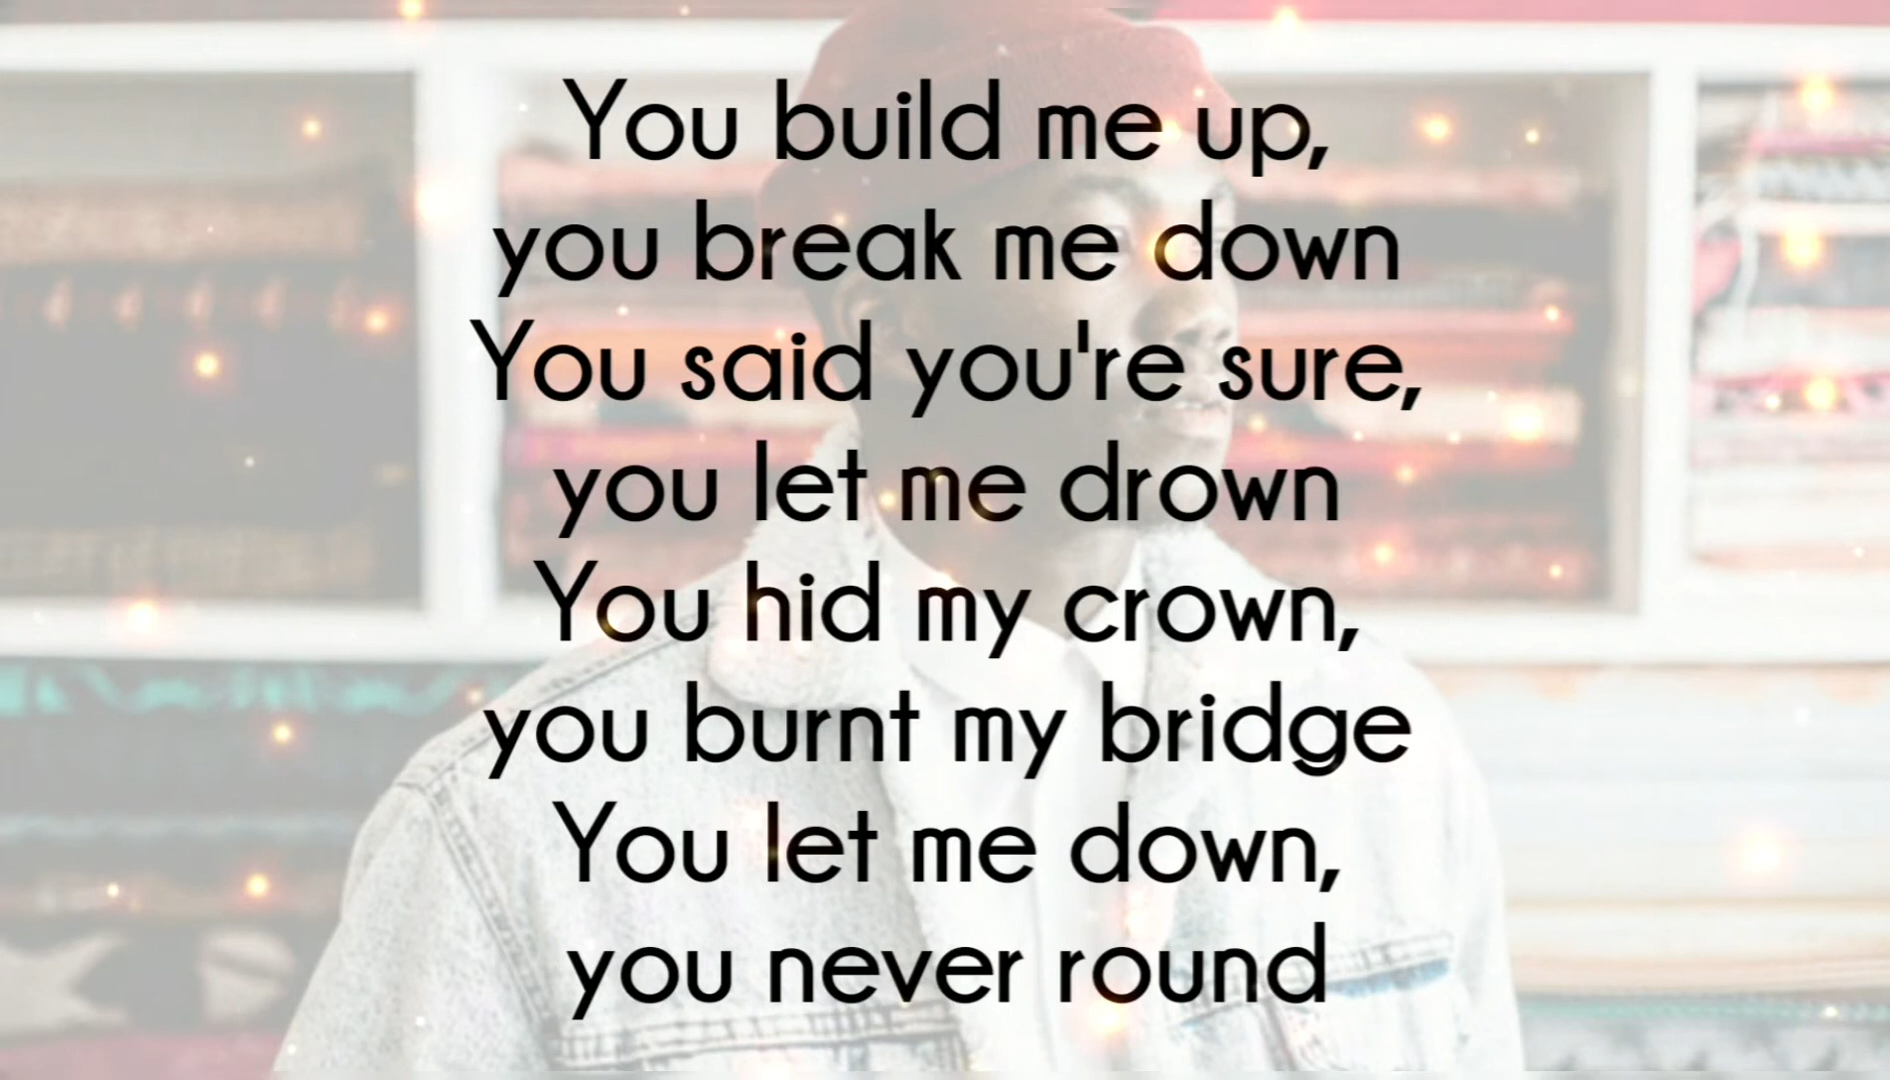 You build me up,
you break me down
You said you're sure,
you let me drown
You hid my crown,
you burnt my bridge
You let me down,
you never round